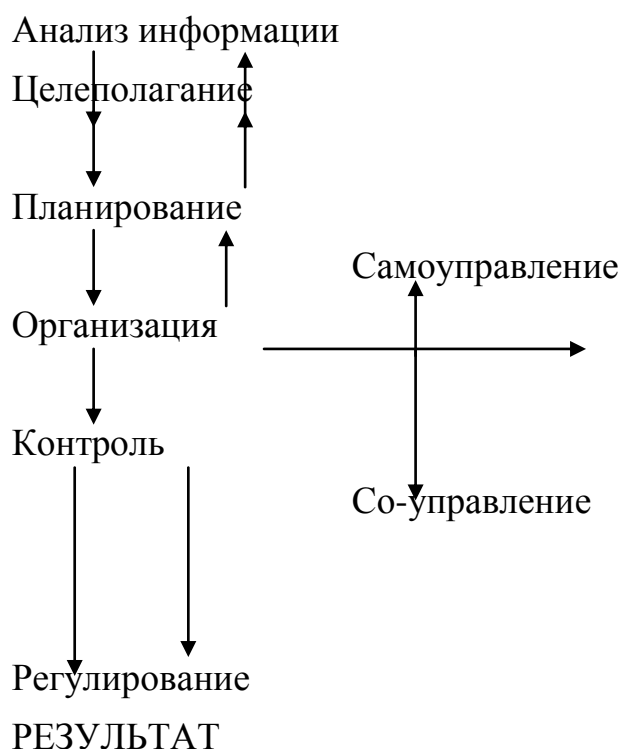 Анализ информации
Целеполагание
Планирование
Самоуправление
Организация
Контроль
Со-управление
Регулирование
РЕЗУЛЬТАТ